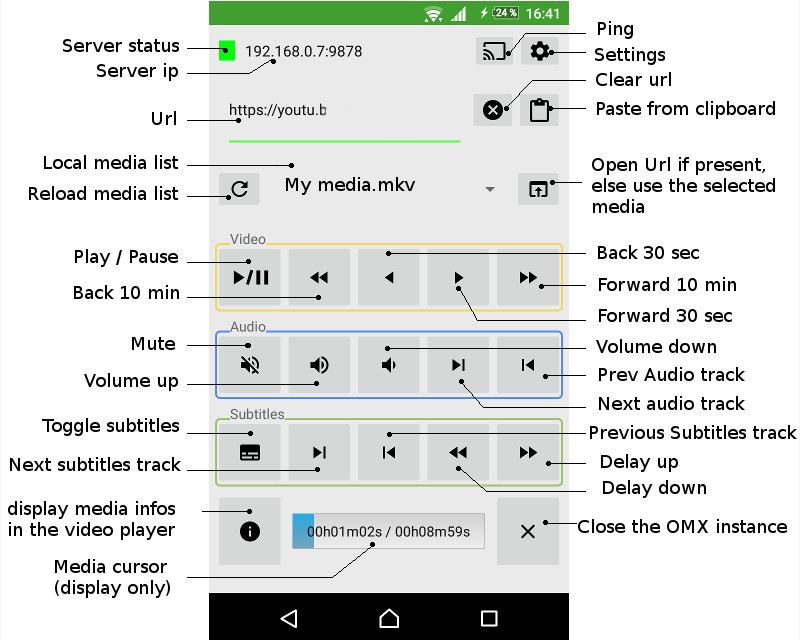 24 % 16:41
Server status
192.168.0.7:9878
Ping
Server ip
Settings
Clear url
Url
https://youtu.b
Paste from clipboard
Local media list
Reload media list
My media.mkv
Open Url if present,
else use the selected
media
Video
Play / Pause
Back 30 sec
Back 10 min
Forward 10 min
Forward 30 sec
Audio
Mute
Volume down
Volume up
Prev Audio track
Next audio track
Subtitles
Toggle subtitles
Previous Subtitles track
Next subtitles track
Delay up
Delay down
display media infos
in the video player
00h01m02s / 00h08m59s
Close the OMX instance
Media cursor
(display only)